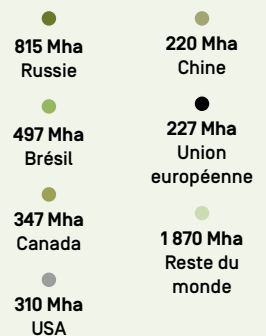 815 Mha
Russie
497 Mha
Brésil
347 Mha
Canada
310 Mha
USA
220 Mha
Chine
227 Mha
Union
européenne
1 870 Mha
Reste du
monde